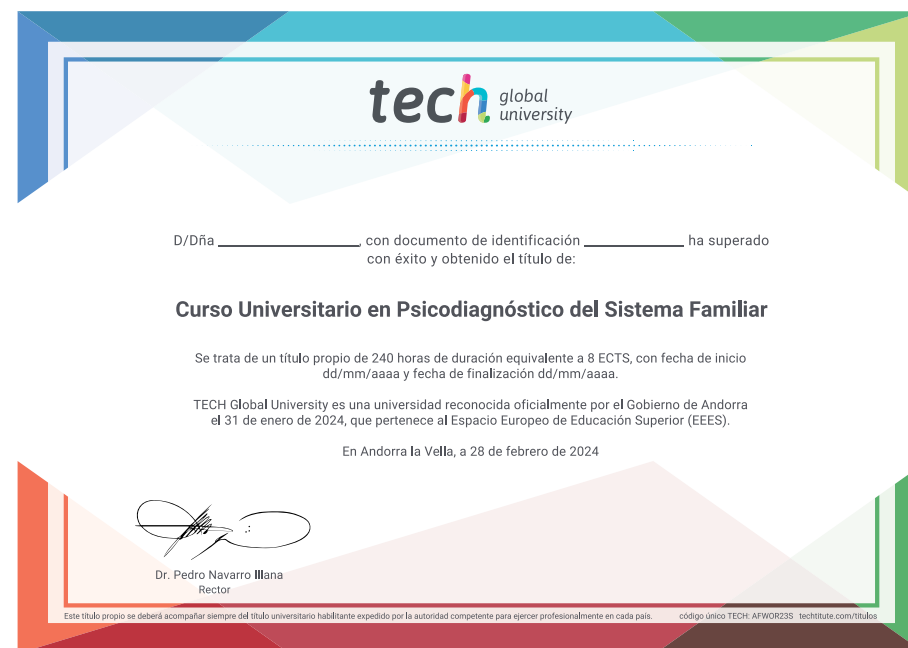 tech global university
D/Dña ____________________, con documento de identificación ______________ ha superado
con éxito y obtenido el título de:
Curso Universitario en Psicodiagnóstico del Sistema Familiar
Se trata de un título propio de 240 horas de duración equivalente a 8 ECTS, con fecha de inicio
dd/mm/aaaa y fecha de finalización dd/mm/aaaa.
TECH Global University es una universidad reconocida oficialmente por el Gobierno de Andorra
el 31 de enero de 2024, que pertenece al Espacio Europeo de Educación Superior (EEES).
En Andorra la Vella, a 28 de febrero de 2024
Dr. Pedro Navarro Illana
Rector
Este título propio se deberá acompañar siempre del título universitario habilitante expedido por la autoridad competente para ejercer profesionalmente en cada país. código único TECH: AFWOR23S techtitute.com/titulos